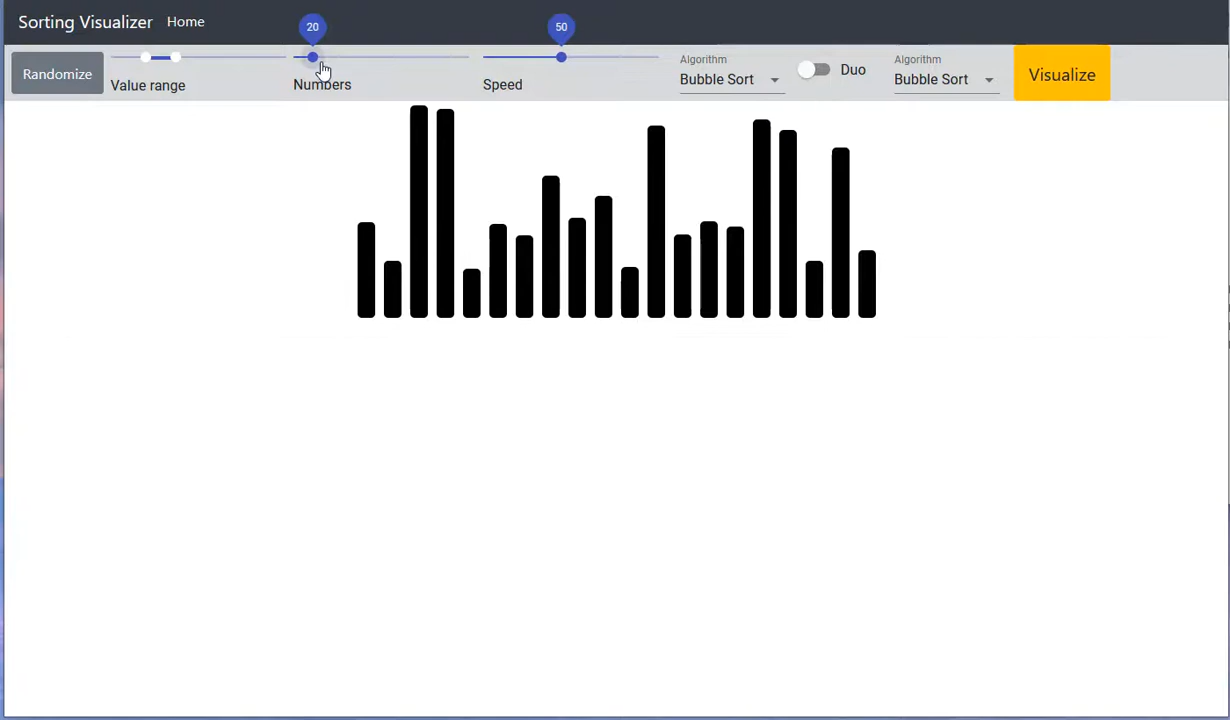 Sorting Visualizer Home
20 50
Randomize
Value range
Numbers
Speed
Algorithm
Bubble Sort
Duo
Algorithm
Bubble Sort
Visualize